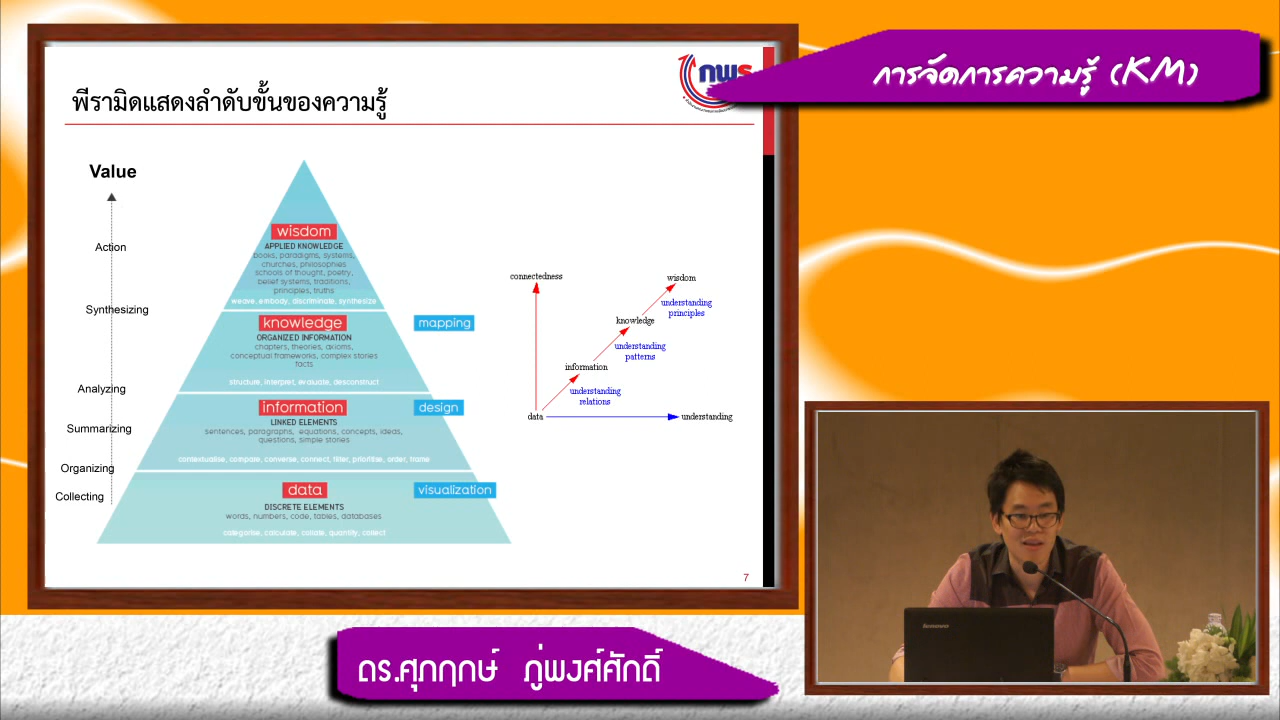 การจัดการความรู้ (KM)
กพร
พีรามิดแสดงลำดับขั้นของความรู้
Value
Action
Synthesizing
Analyzing
Summarizing
Organizing
Collecting
wisdom
APPLIED KNOWLEDGE
books, paradigms, systems,
churches, philosophies
schools of thought, poetry,
belief systems, traditions,
principles, truths
weave, embody, discriminate, synthesize
knowledge
mapping
ORGANIZED INFORMATION
chapters, theories, axioms,
conceptual frameworks, complex stories
facts
structure, interpret, evaluate, desconstruct
information
design
LINKED ELEMENTS
sentences, paragraphs, equations, concepts, ideas,
questions, simple stories
contextualise, compare, converse, connect, filter, prioritise, order, frame
data
visualization
DISCRETE ELEMENTS
words, numbers, code, tables, databases
categorise, calculate, collate, quantify, collect
connectedness
wisdom
understanding
principles
knowledge
understanding
patterns
information
understanding
relations
data
understanding
7
lenovo
ดร.ศุภฤกษ์ ภู่พงศ์ศักดิ์